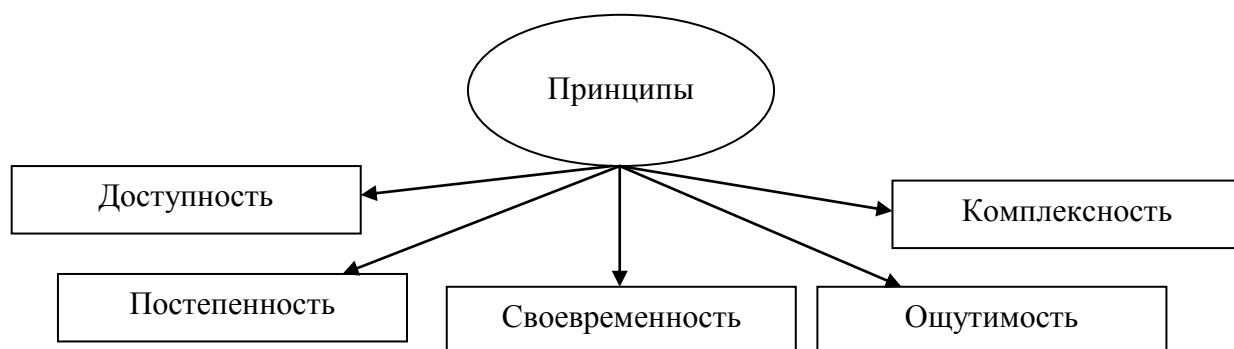 Принципы
Доступность
Комплексность
Постепенность
Своевременность
Ощутимость